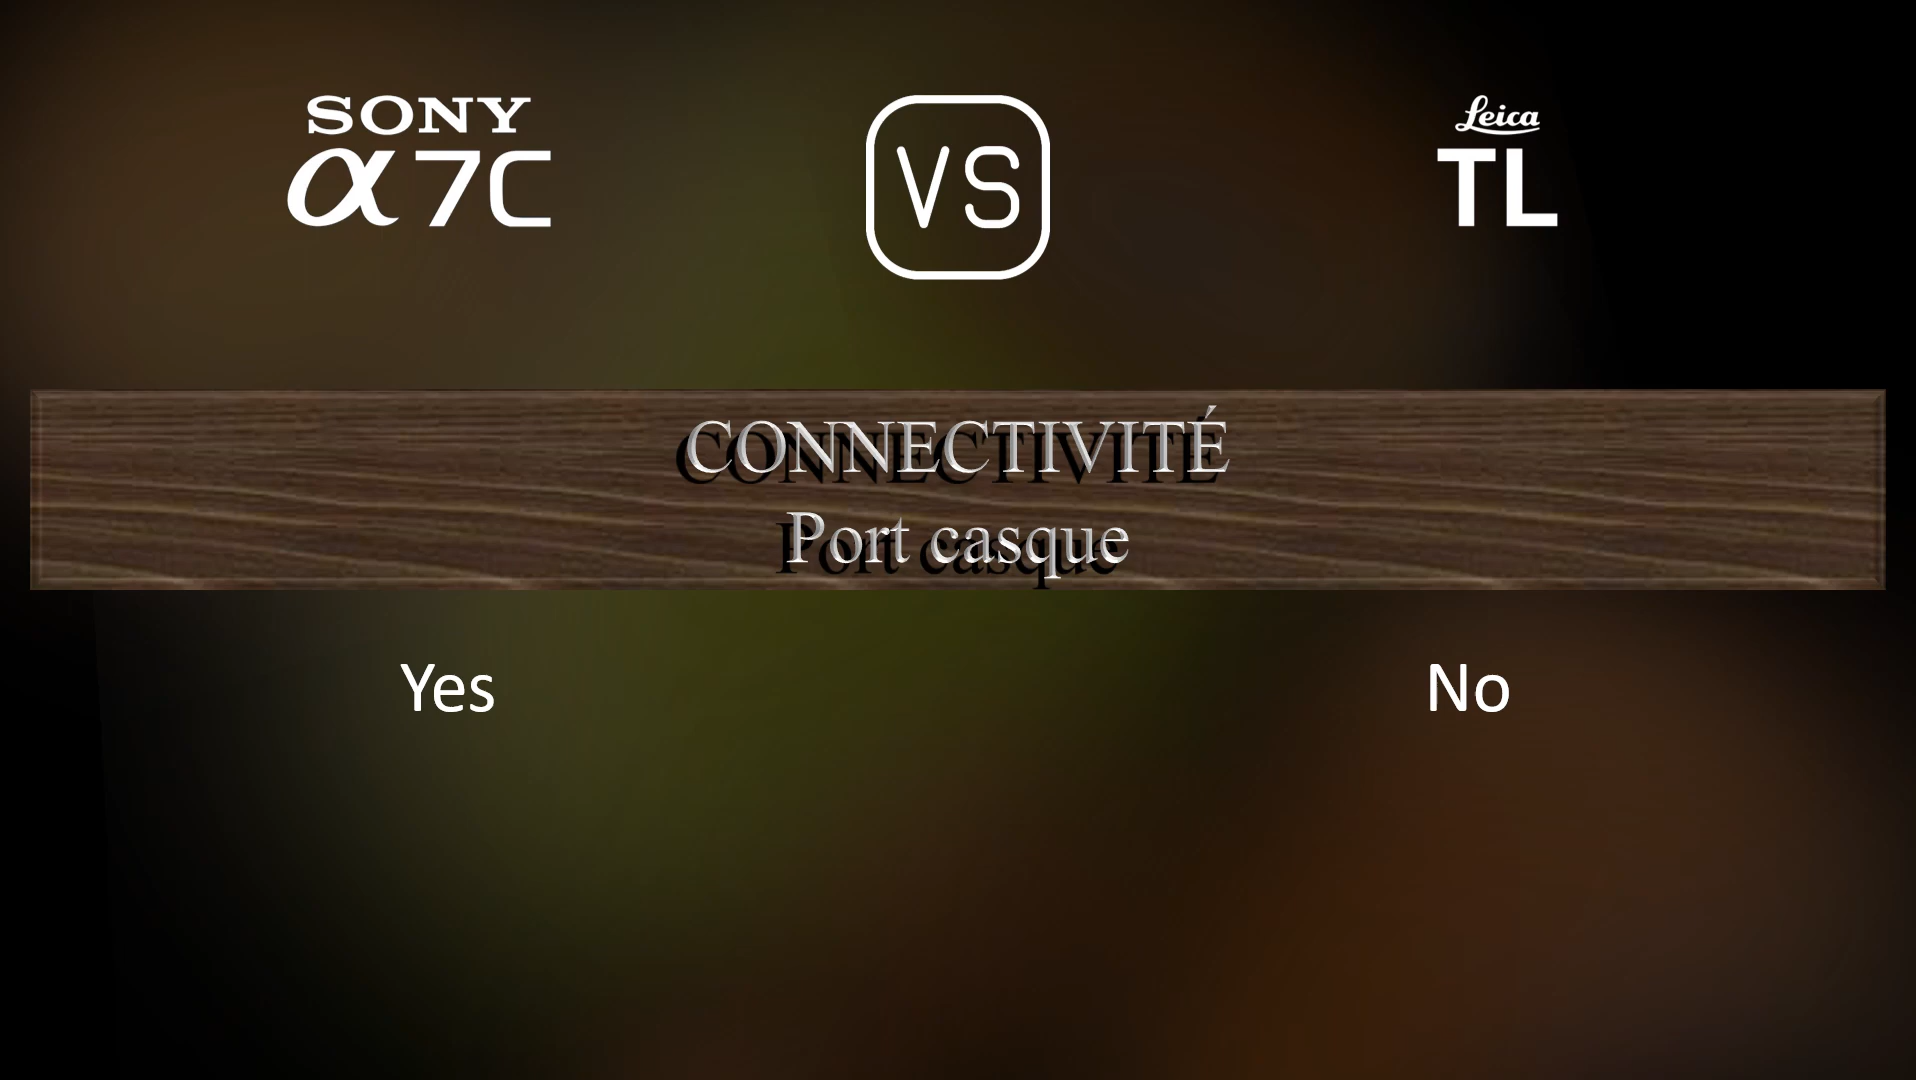 SONY
α7C
VS
Leica
TL
CONNECTIVITÉ
Port casque
Yes
No